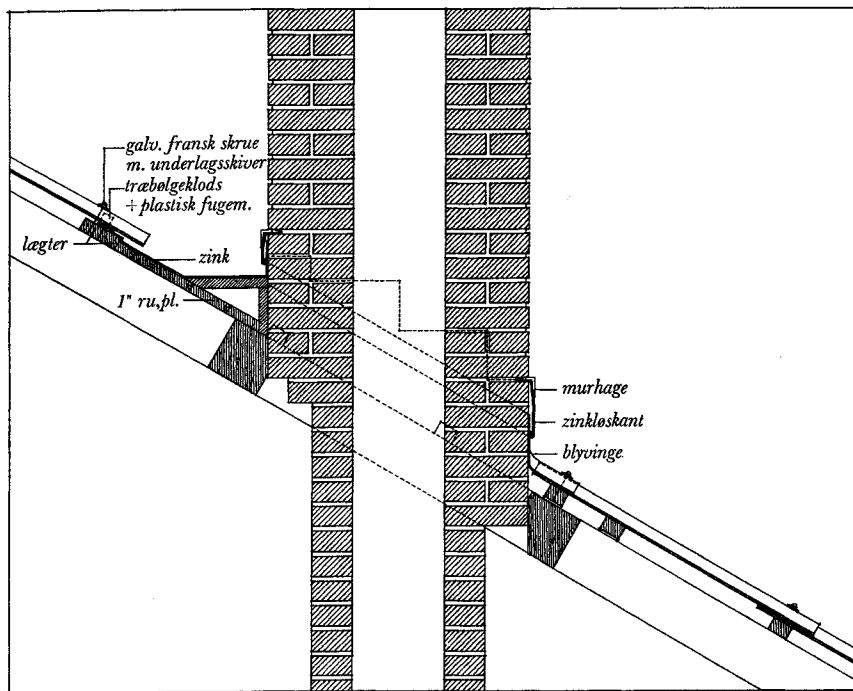 galv. fransk skrue
m. underlagsskiver
træbølgeklods
+ plastisk fugem.
lægter
zink
1" ru,pl.
murhage
zinkløskant
blyvinge